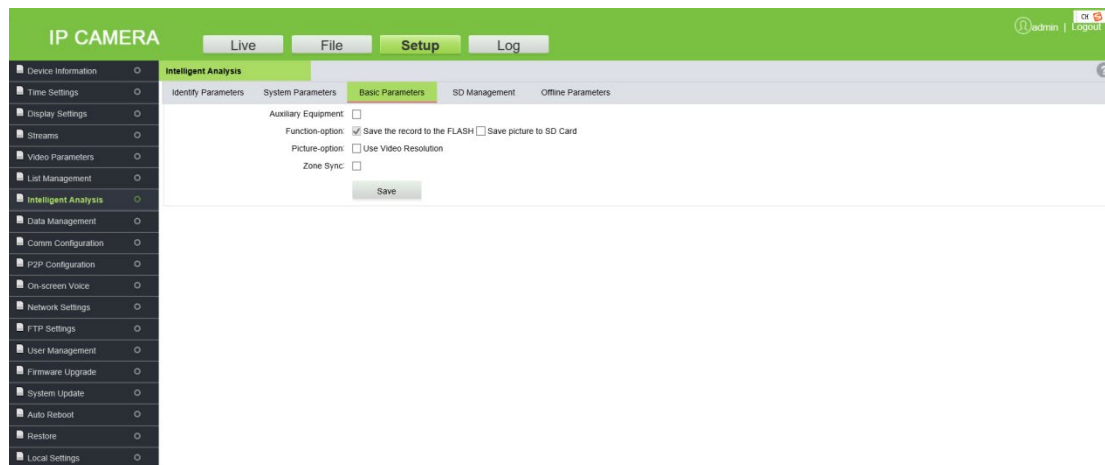 IP CAMERA
Live File Setup Log
CH
admin | Logout
Device Information
Time Settings
Display Settings
Streams
Video Parameters
List Management
Intelligent Analysis
Data Management
Comm Configuration
P2P Configuration
On-screen Voice
Network Settings
FTP Settings
User Management
Firmware Upgrade
System Update
Auto Reboot
Restore
Local Settings
Intelligent Analysis
?
Identify Parameters System Parameters Basic Parameters SD Management Offline Parameters
Auxiliary Equipment:
Function-option: Save the record to the FLASH Save picture to SD Card
Picture-option: Use Video Resolution
Zone Sync:
Save